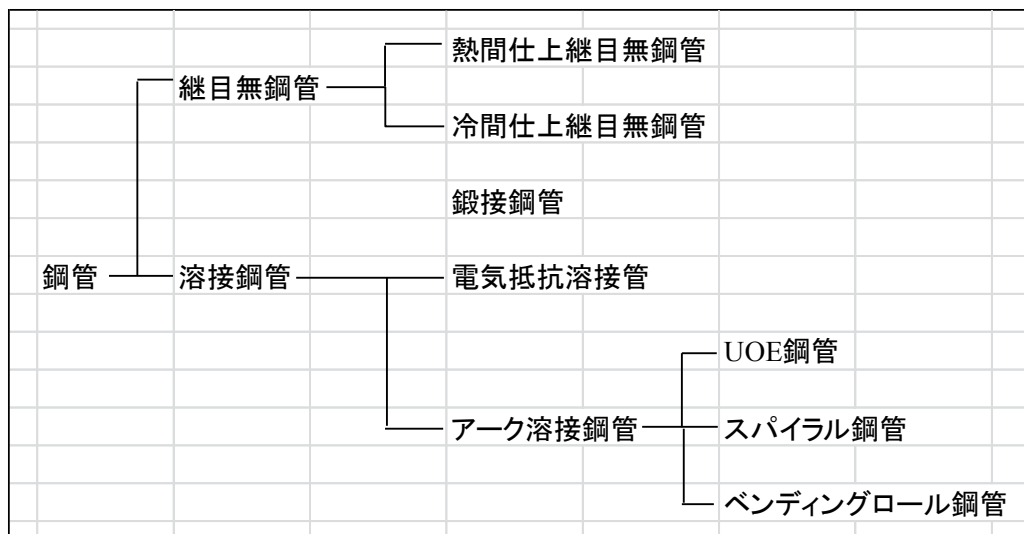 熱間仕上継目無鋼管
継目無鋼管
冷間仕上継目無鋼管
鍛接鋼管
鋼管
溶接鋼管
電気抵抗溶接管
UOE鋼管
アーク溶接鋼管
スパイラル鋼管
ベンディングロール鋼管